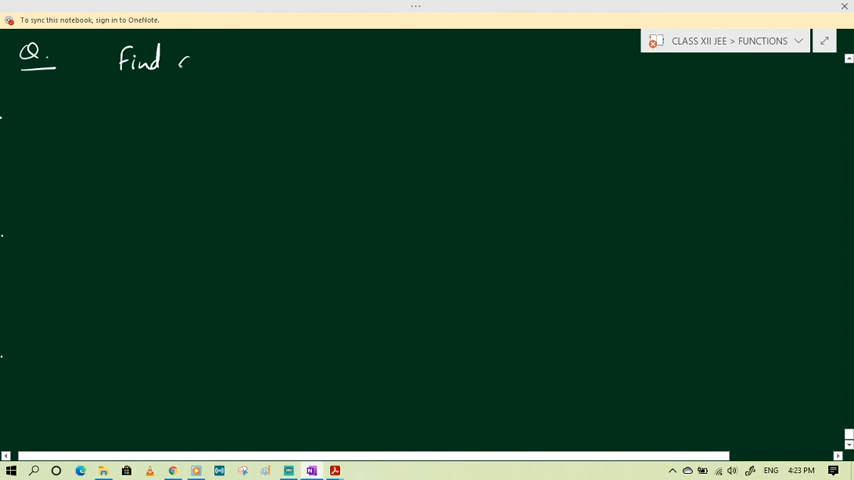 To sync this notebook, sign in to OneNote.
CLASS XII JEE > FUNCTIONS
Q. Find
ENG 4:23 PM